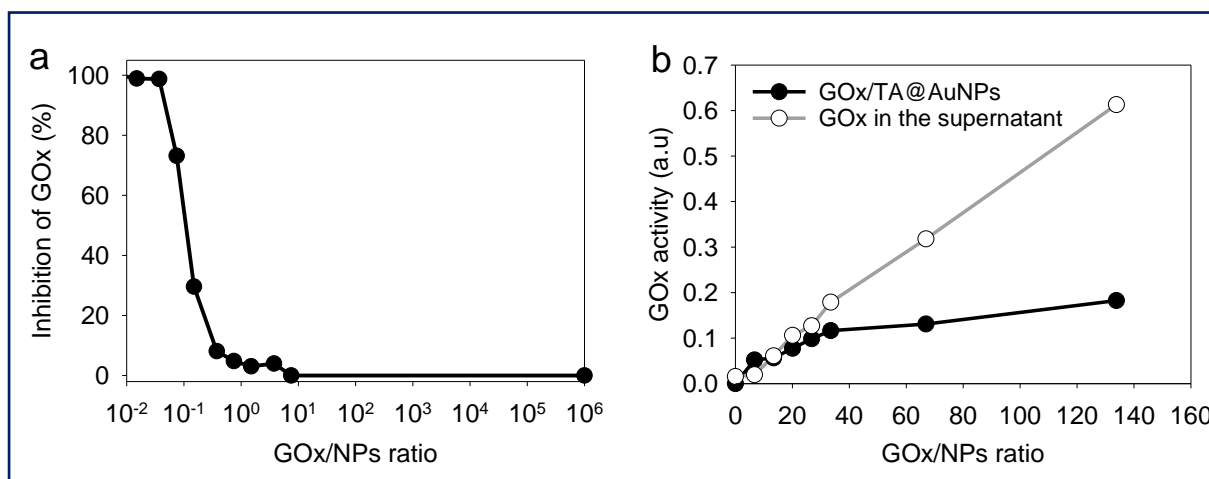 a
100
80
60
40
20
0
Inhibition of GOx (%)
10-2 10-1 100 101 102 103 104 105 106
GOx/NPs ratio
b
0.7
0.6
0.5
0.4
0.3
0.2
0.1
0.0
GOx activity (a.u)
GOx/TA@AuNPs
GOx in the supernatant
0 20 40 60 80 100 120 140 160
GOx/NPs ratio